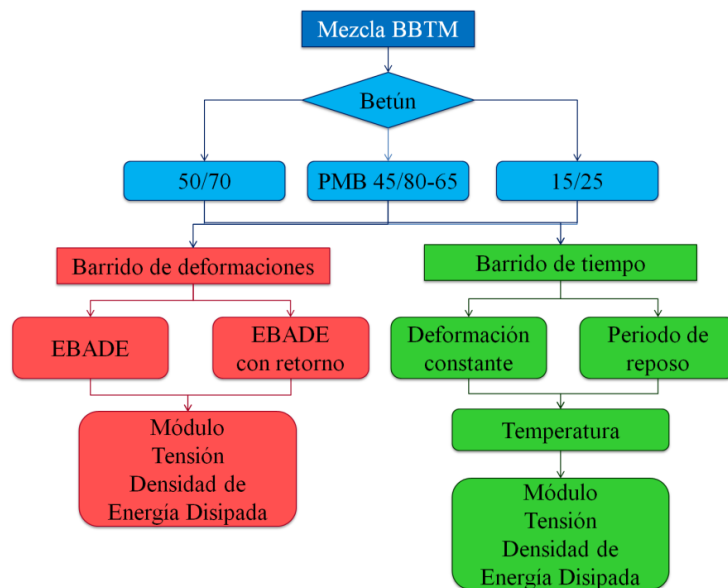 Mezcla BBTM
Betún
50/70
PMB 45/80-65
15/25
Barrido de deformaciones
Barrido de tiempo
EBADE
EBADE
con retorno
Deformación
constante
Periodo de
reposo
Módulo
Tensión
Densidad de
Energía Disipada
Temperatura
Módulo
Tensión
Densidad de
Energía Disipada